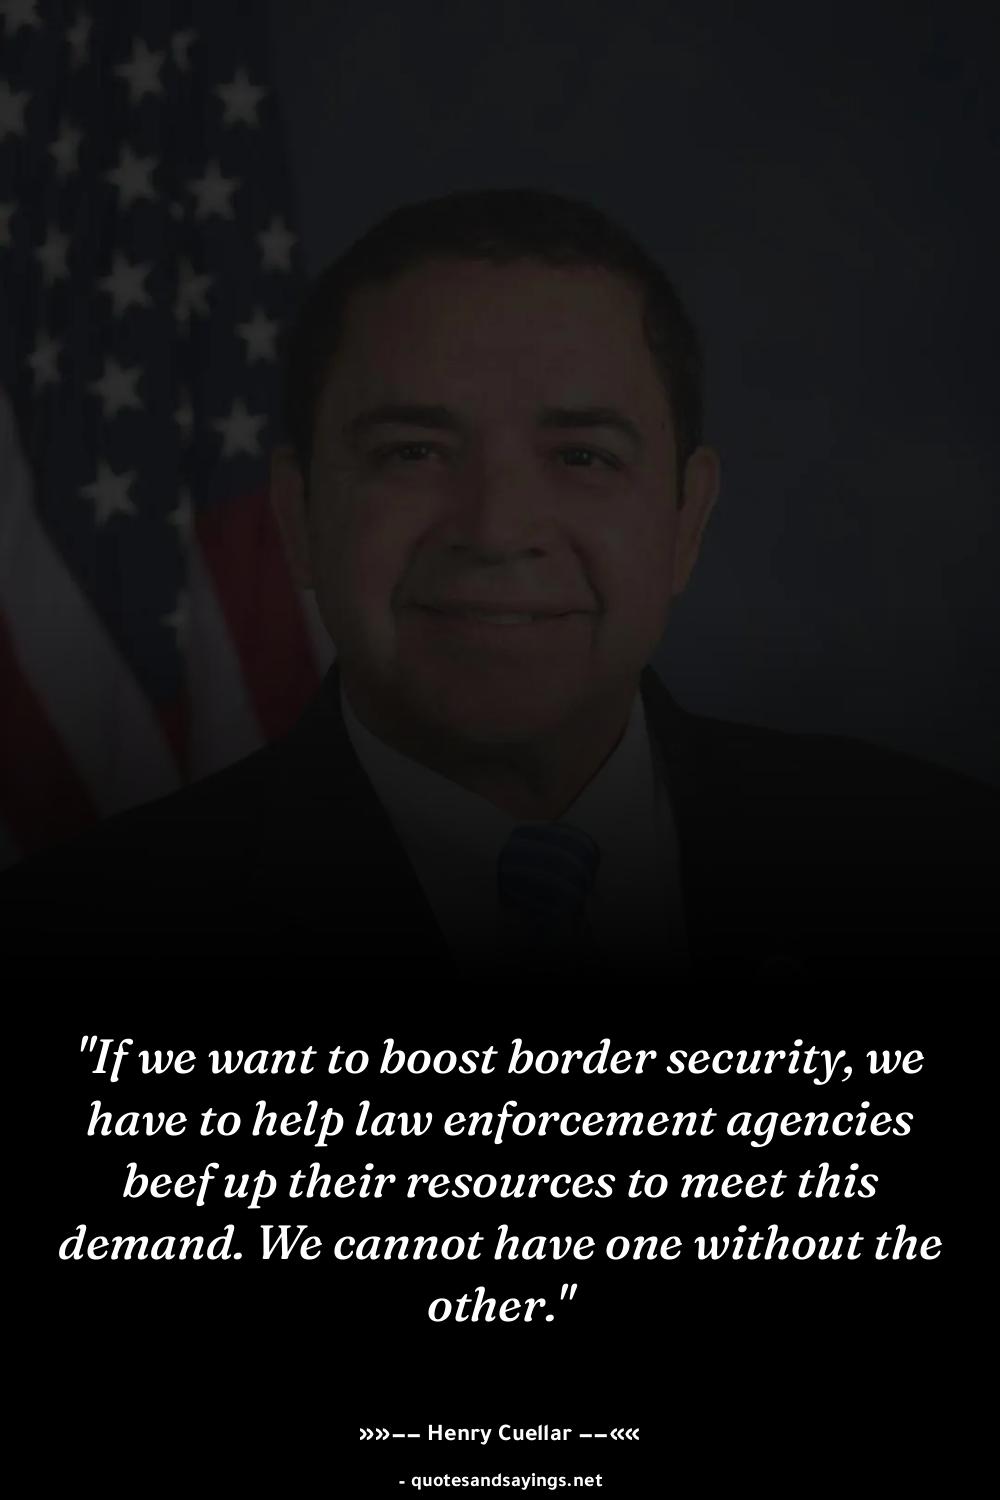 "If we want to boost border security, we
have to help law enforcement agencies
beef up their resources to meet this
demand. We cannot have one without the
other."
»»−− Henry Cuellar −−««
- quotesandsayings.net